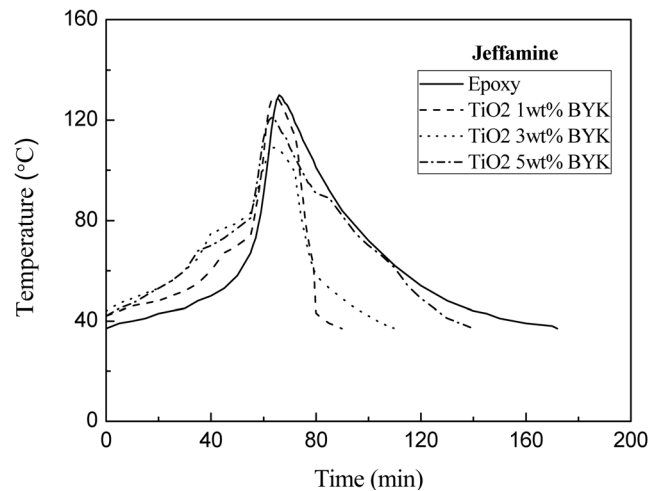 160
120
80
40
0
Temperature (°C)
Jeffamine
Epoxy
TiO2 1wt% BYK
TiO2 3wt% BYK
TiO2 5wt% BYK
0 40 80 120 160 200
Time (min)